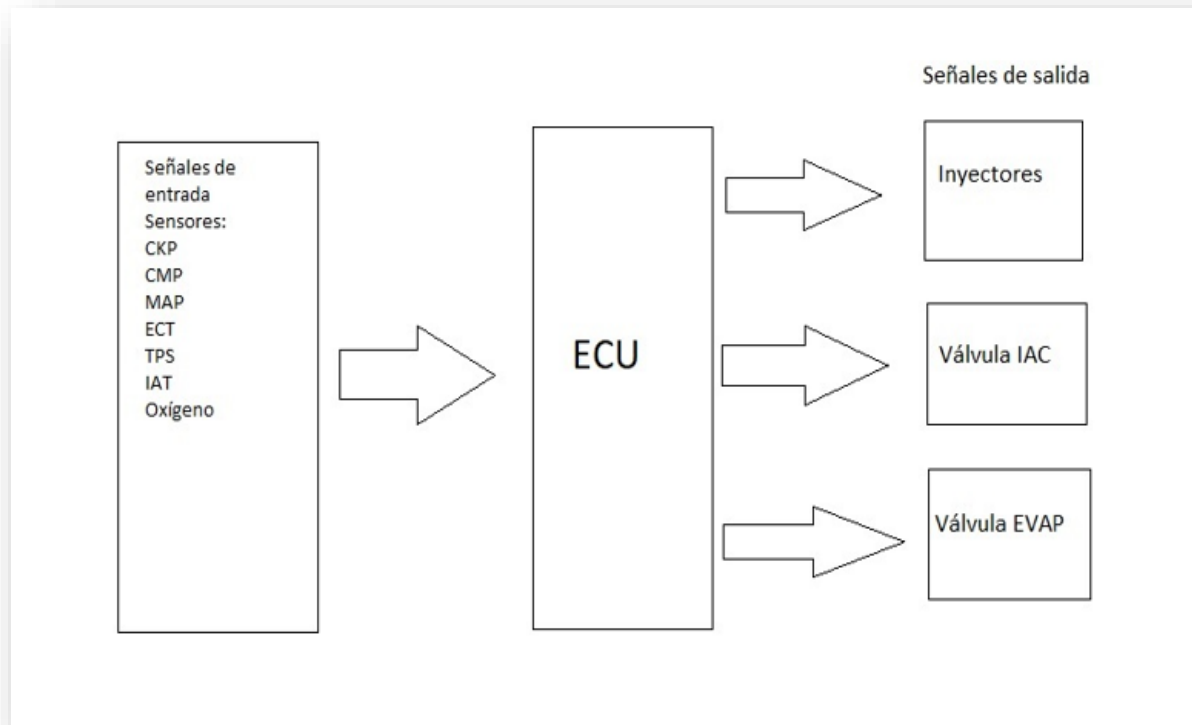 Señales de
entrada
Sensores:
CKP
CMP
MAP
ECT
TPS
IAT
Oxígeno
ECU
Señales de salida
Inyectores
Válvula IAC
Válvula EVAP